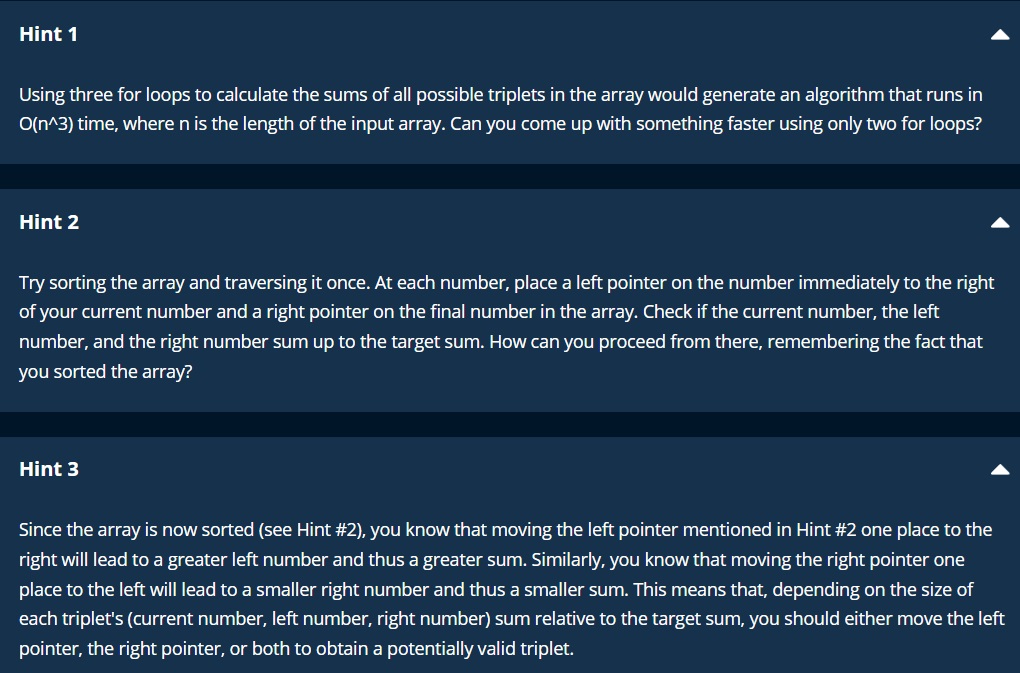 Hint 1
Using three for loops to calculate the sums of all possible triplets in the array would generate an algorithm that runs in
O(n^3) time, where n is the length of the input array. Can you come up with something faster using only two for loops?
Hint 2
Try sorting the array and traversing it once. At each number, place a left pointer on the number immediately to the right
of your current number and a right pointer on the final number in the array. Check if the current number, the left
number, and the right number sum up to the target sum. How can you proceed from there, remembering the fact that
you sorted the array?
Hint 3
Since the array is now sorted (see Hint #2), you know that moving the left pointer mentioned in Hint #2 one place to the
right will lead to a greater left number and thus a greater sum. Similarly, you know that moving the right pointer one
place to the left will lead to a smaller right number and thus a smaller sum. This means that, depending on the size of
each triplet's (current number, left number, right number) sum relative to the target sum, you should either move the left
pointer, the right pointer, or both to obtain a potentially valid triplet.